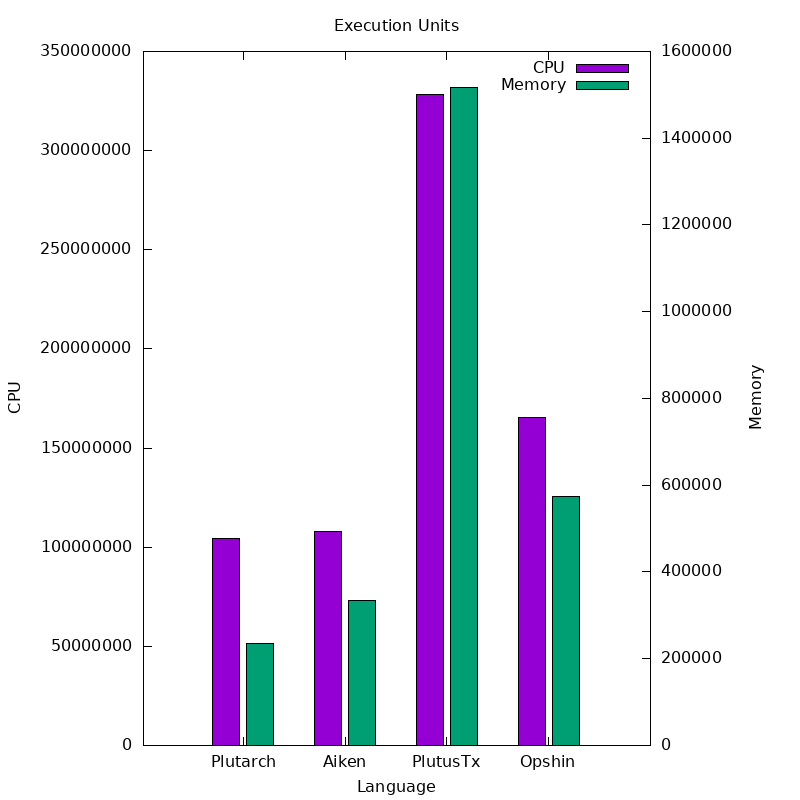 Execution Units
350000000
300000000
250000000
200000000
150000000
100000000
50000000
0
CPU
CPU
Memory
1600000
1400000
1200000
1000000
800000
600000
400000
200000
0
Memory
Plutarch
Aiken
PlutusTx
Opshin
Language